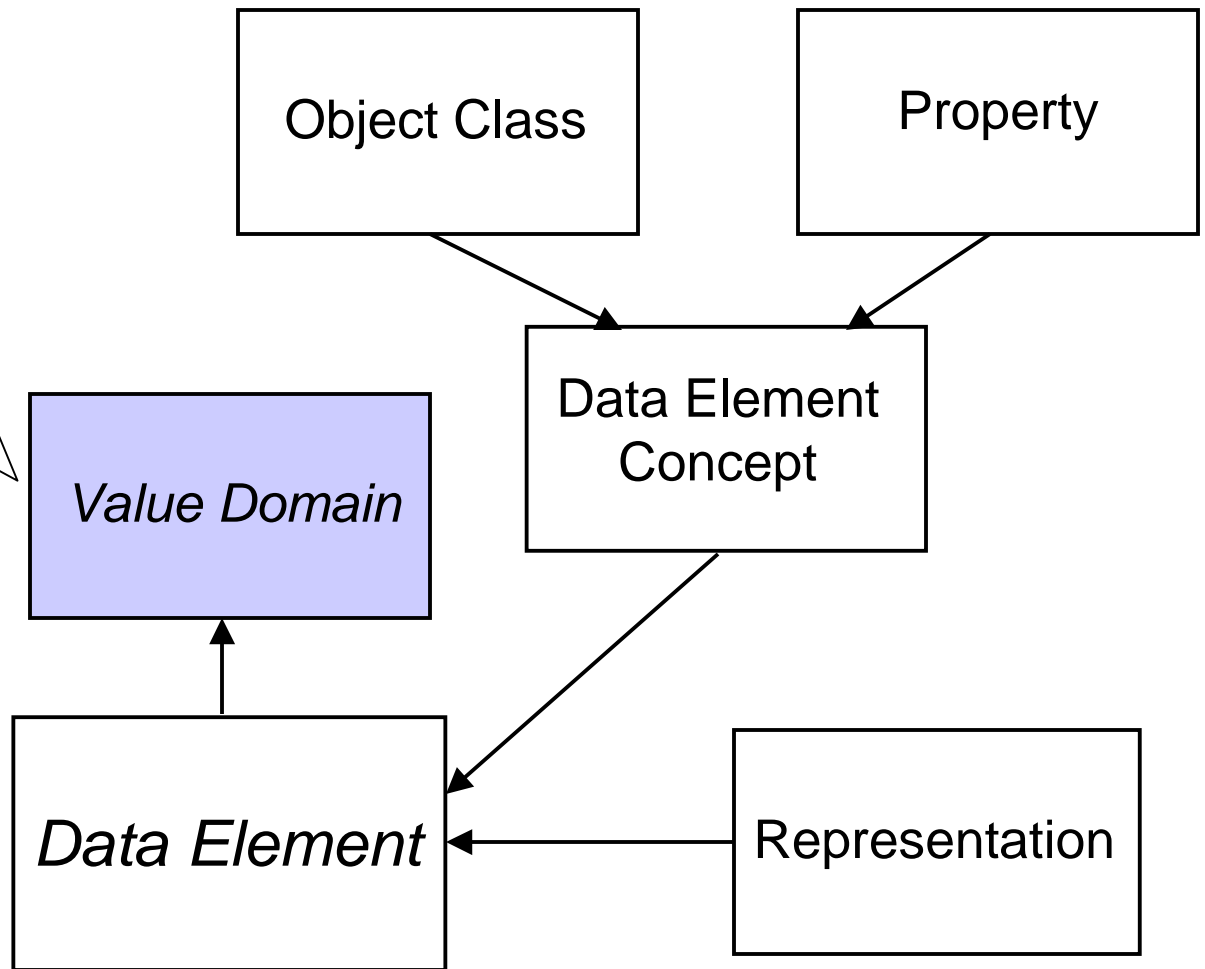 Object Class
Property
Data Element
Concept
Value Domain
Data Element
Representation